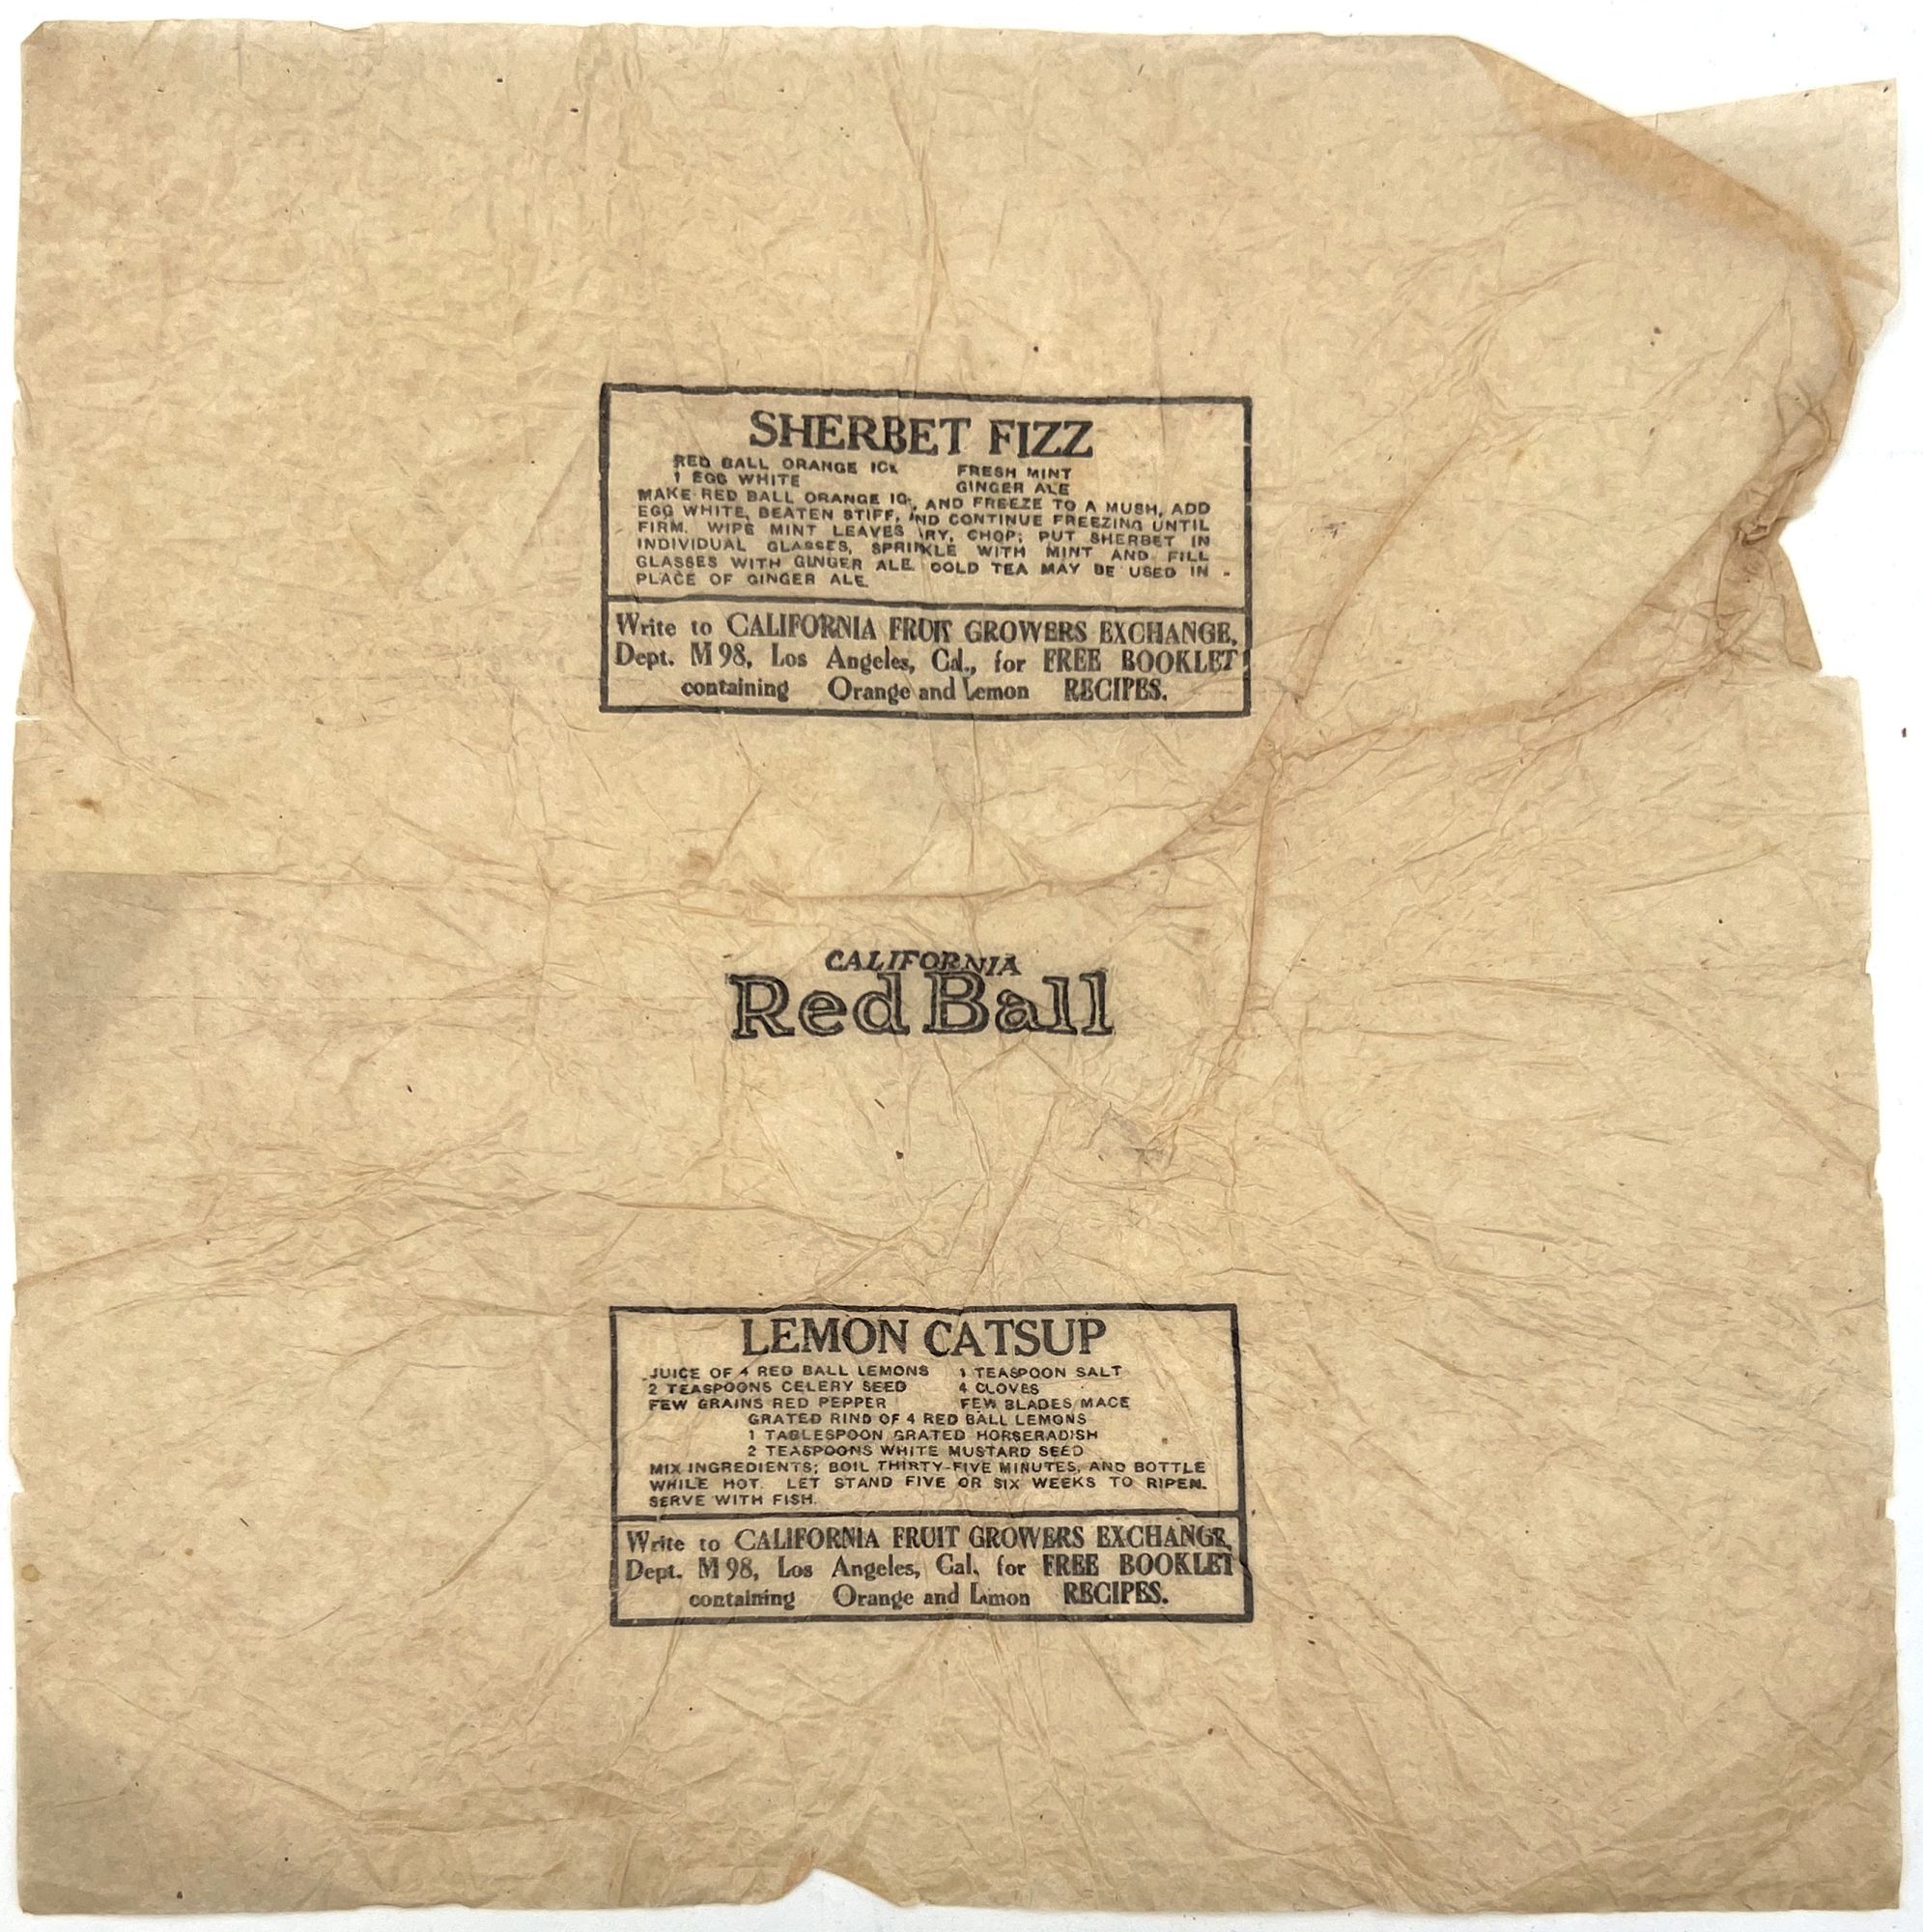 SHERBET FIZZ
RED BALL ORANGE ICE FRESH MINT
1 EGG WHITE GINGER ALE
MAKE RED BALL ORANGE IC, AND FREEZE TO A MUSH, ADD
EGG WHITE, BEATEN STIFF, AND CONTINUE FREEZING UNTIL
FIRM. WIPE MINT LEAVES DRY, CHOP; PUT SHERBET IN
INDIVIDUAL GLASSES, SPRINKLE WITH MINT AND FILL
GLASSES WITH GINGER ALE. COLD TEA MAY BE USED IN
PLACE OF GINGER ALE.
Write to CALIFORNIA FRUIT GROWERS EXCHANGE,
Dept. M 98, Los Angeles, Cal., for FREE BOOKLET
containing Orange and Lemon RECIPES.
CALIFORNIA
Red Ball
LEMON CATSUP
JUICE OF 4 RED BALL LEMONS 1 TEASPOON SALT
2 TEASPOONS CELERY SEED 4 CLOVES
FEW GRAINS RED PEPPER FEW BLADES MACE
GRATED RIND OF 4 RED BALL LEMONS
1 TABLESPOON GRATED HORSERADISH
2 TEASPOONS WHITE MUSTARD SEED
MIX INGREDIENTS; BOIL THIRTY-FIVE MINUTES, AND BOTTLE
WHILE HOT. LET STAND FIVE OR SIX WEEKS TO RIPEN.
SERVE WITH FISH.
Write to CALIFORNIA FRUIT GROWERS EXCHANGE,
Dept. M 98, Los Angeles, Cal. for FREE BOOKLET
containing Orange and Lemon RECIPES.